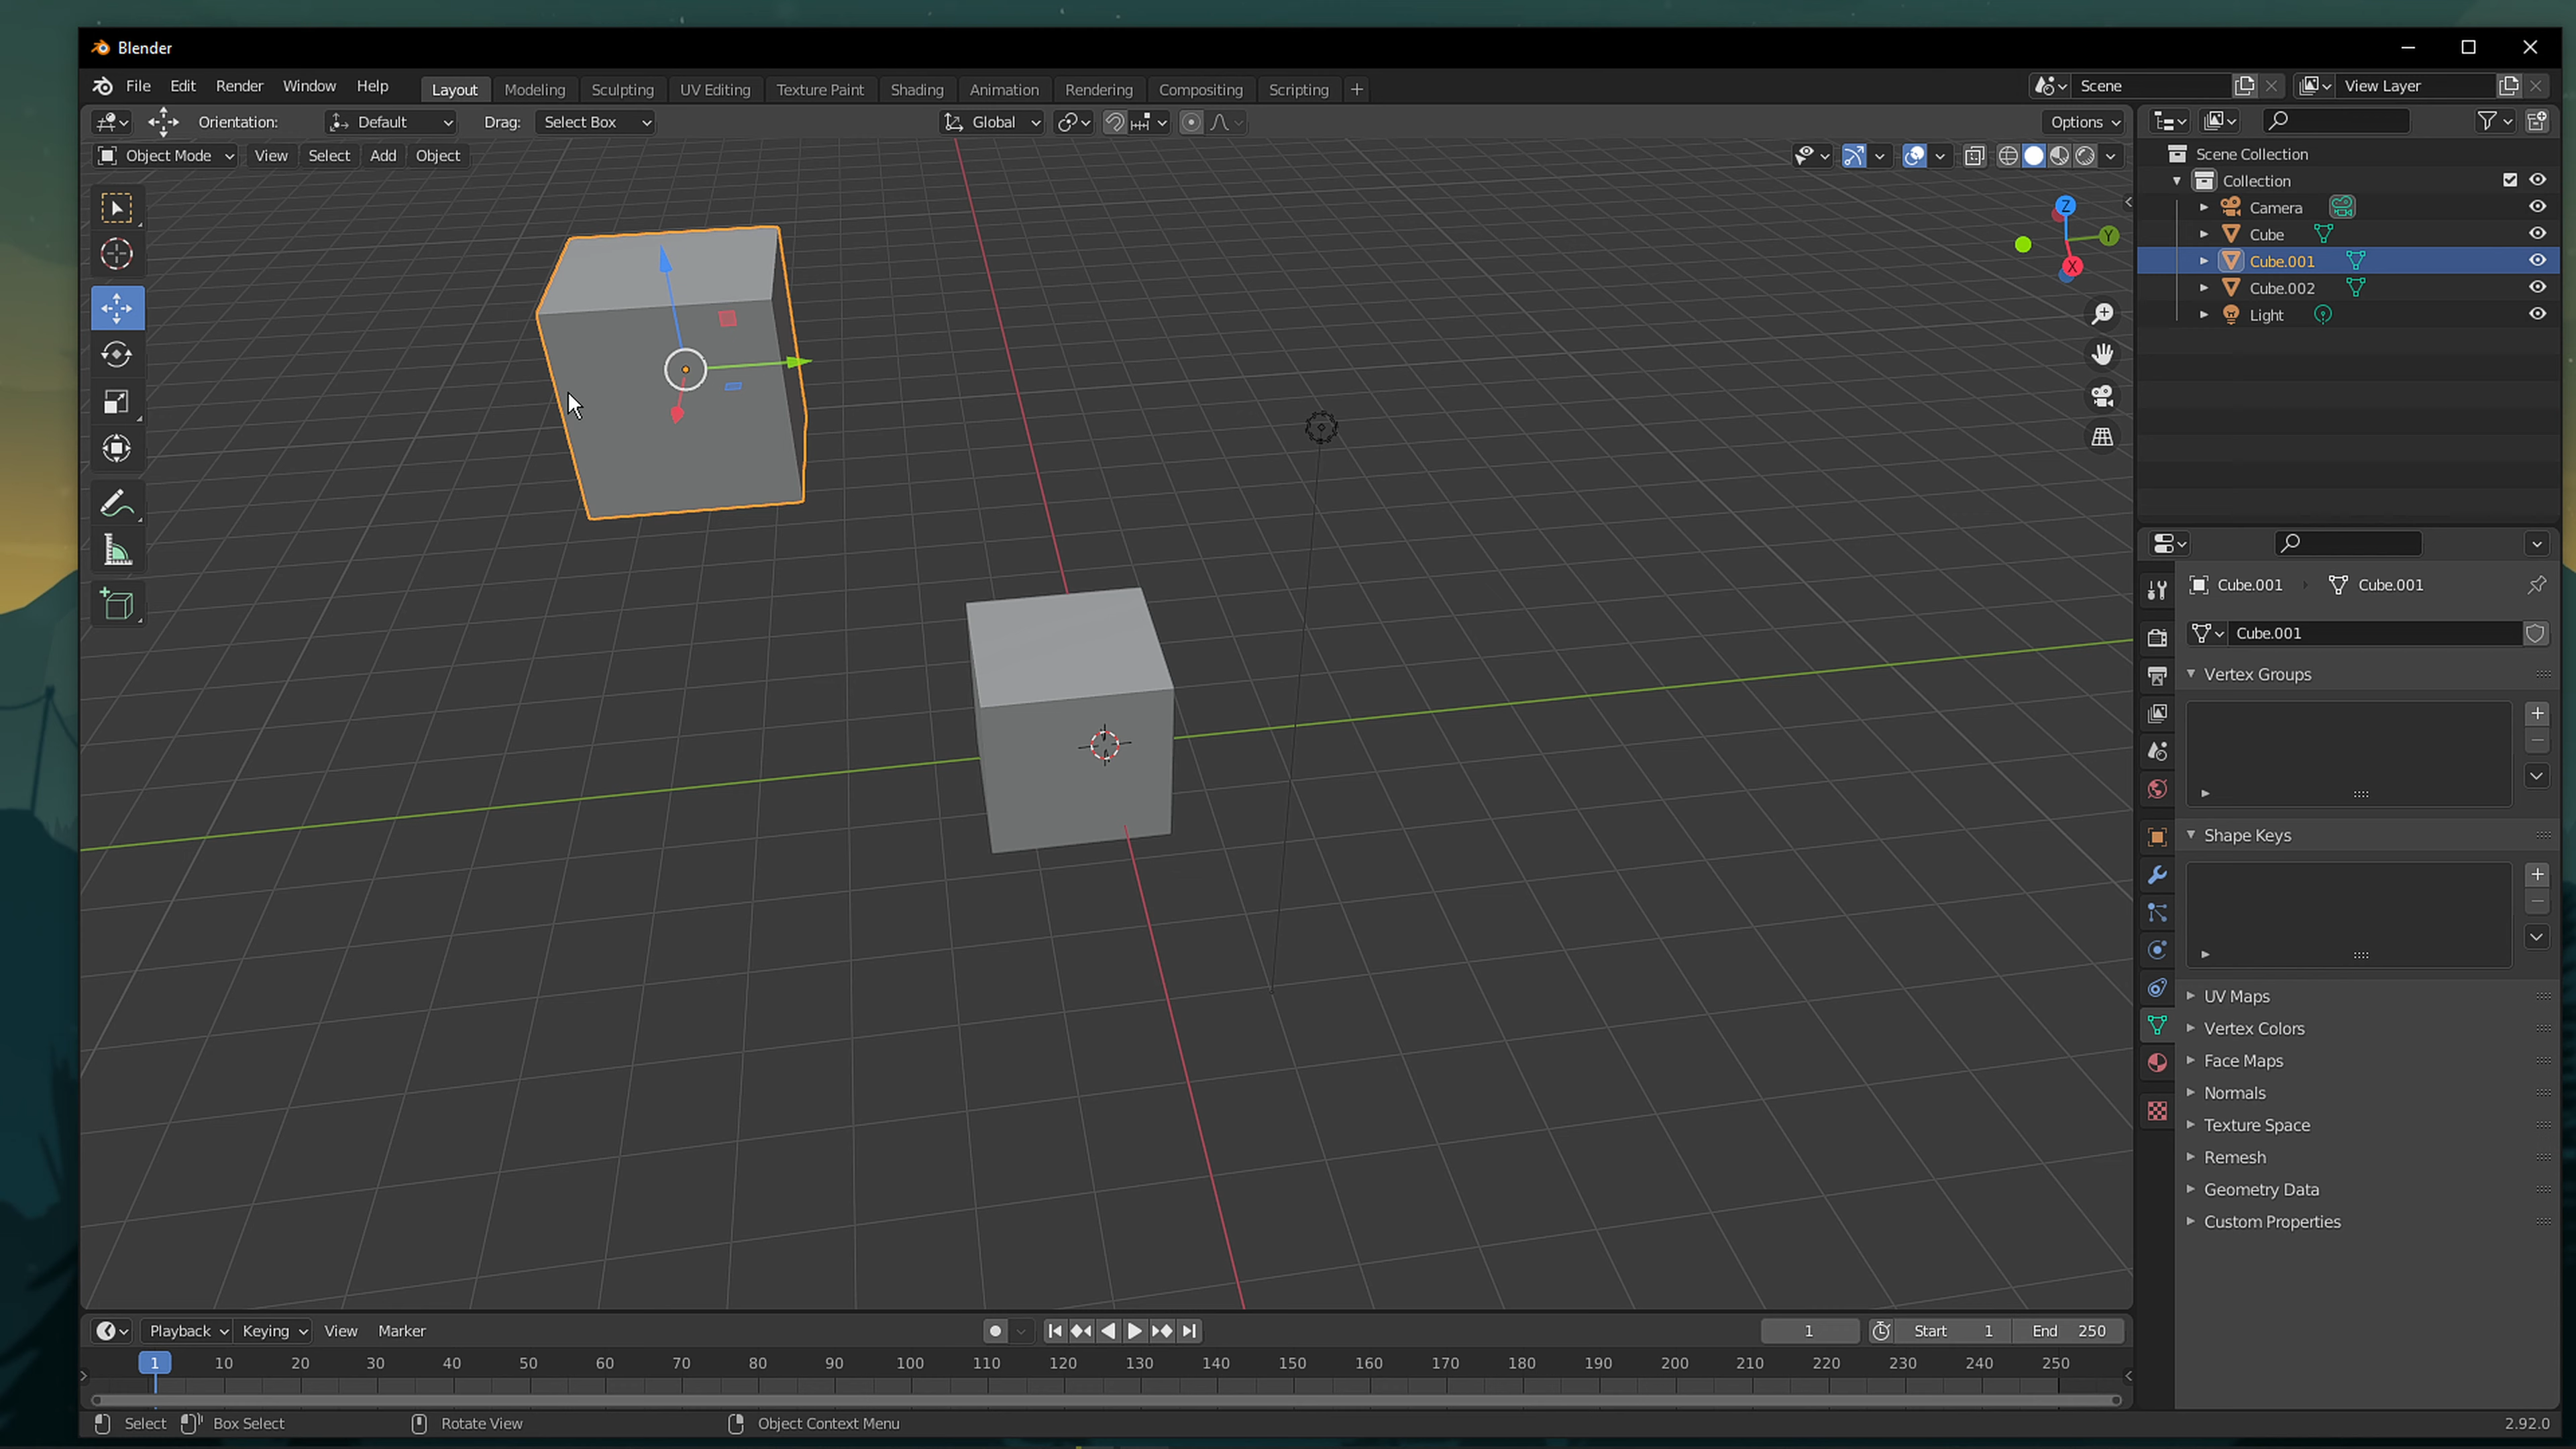 Blender
File Edit Render Window Help Layout Modeling Sculpting UV Editing Texture Paint Shading Animation Rendering Compositing Scripting + Scene View Layer
Orientation: Default Drag: Select Box Global Options
Object Mode View Select Add Object
Scene Collection
Collection
Camera
Cube
Cube.001
Cube.002
Light
Z
Y
X
Cube.001 Cube.001
Cube.001
Vertex Groups
Shape Keys
UV Maps
Vertex Colors
Face Maps
Normals
Texture Space
Remesh
Geometry Data
Custom Properties
Playback Keying View Marker 1 Start 1 End 250
1 10 20 30 40 50 60 70 80 90 100 110 120 130 140 150 160 170 180 190 200 210 220 230 240 250
Select Box Select Rotate View Object Context Menu 2.92.0